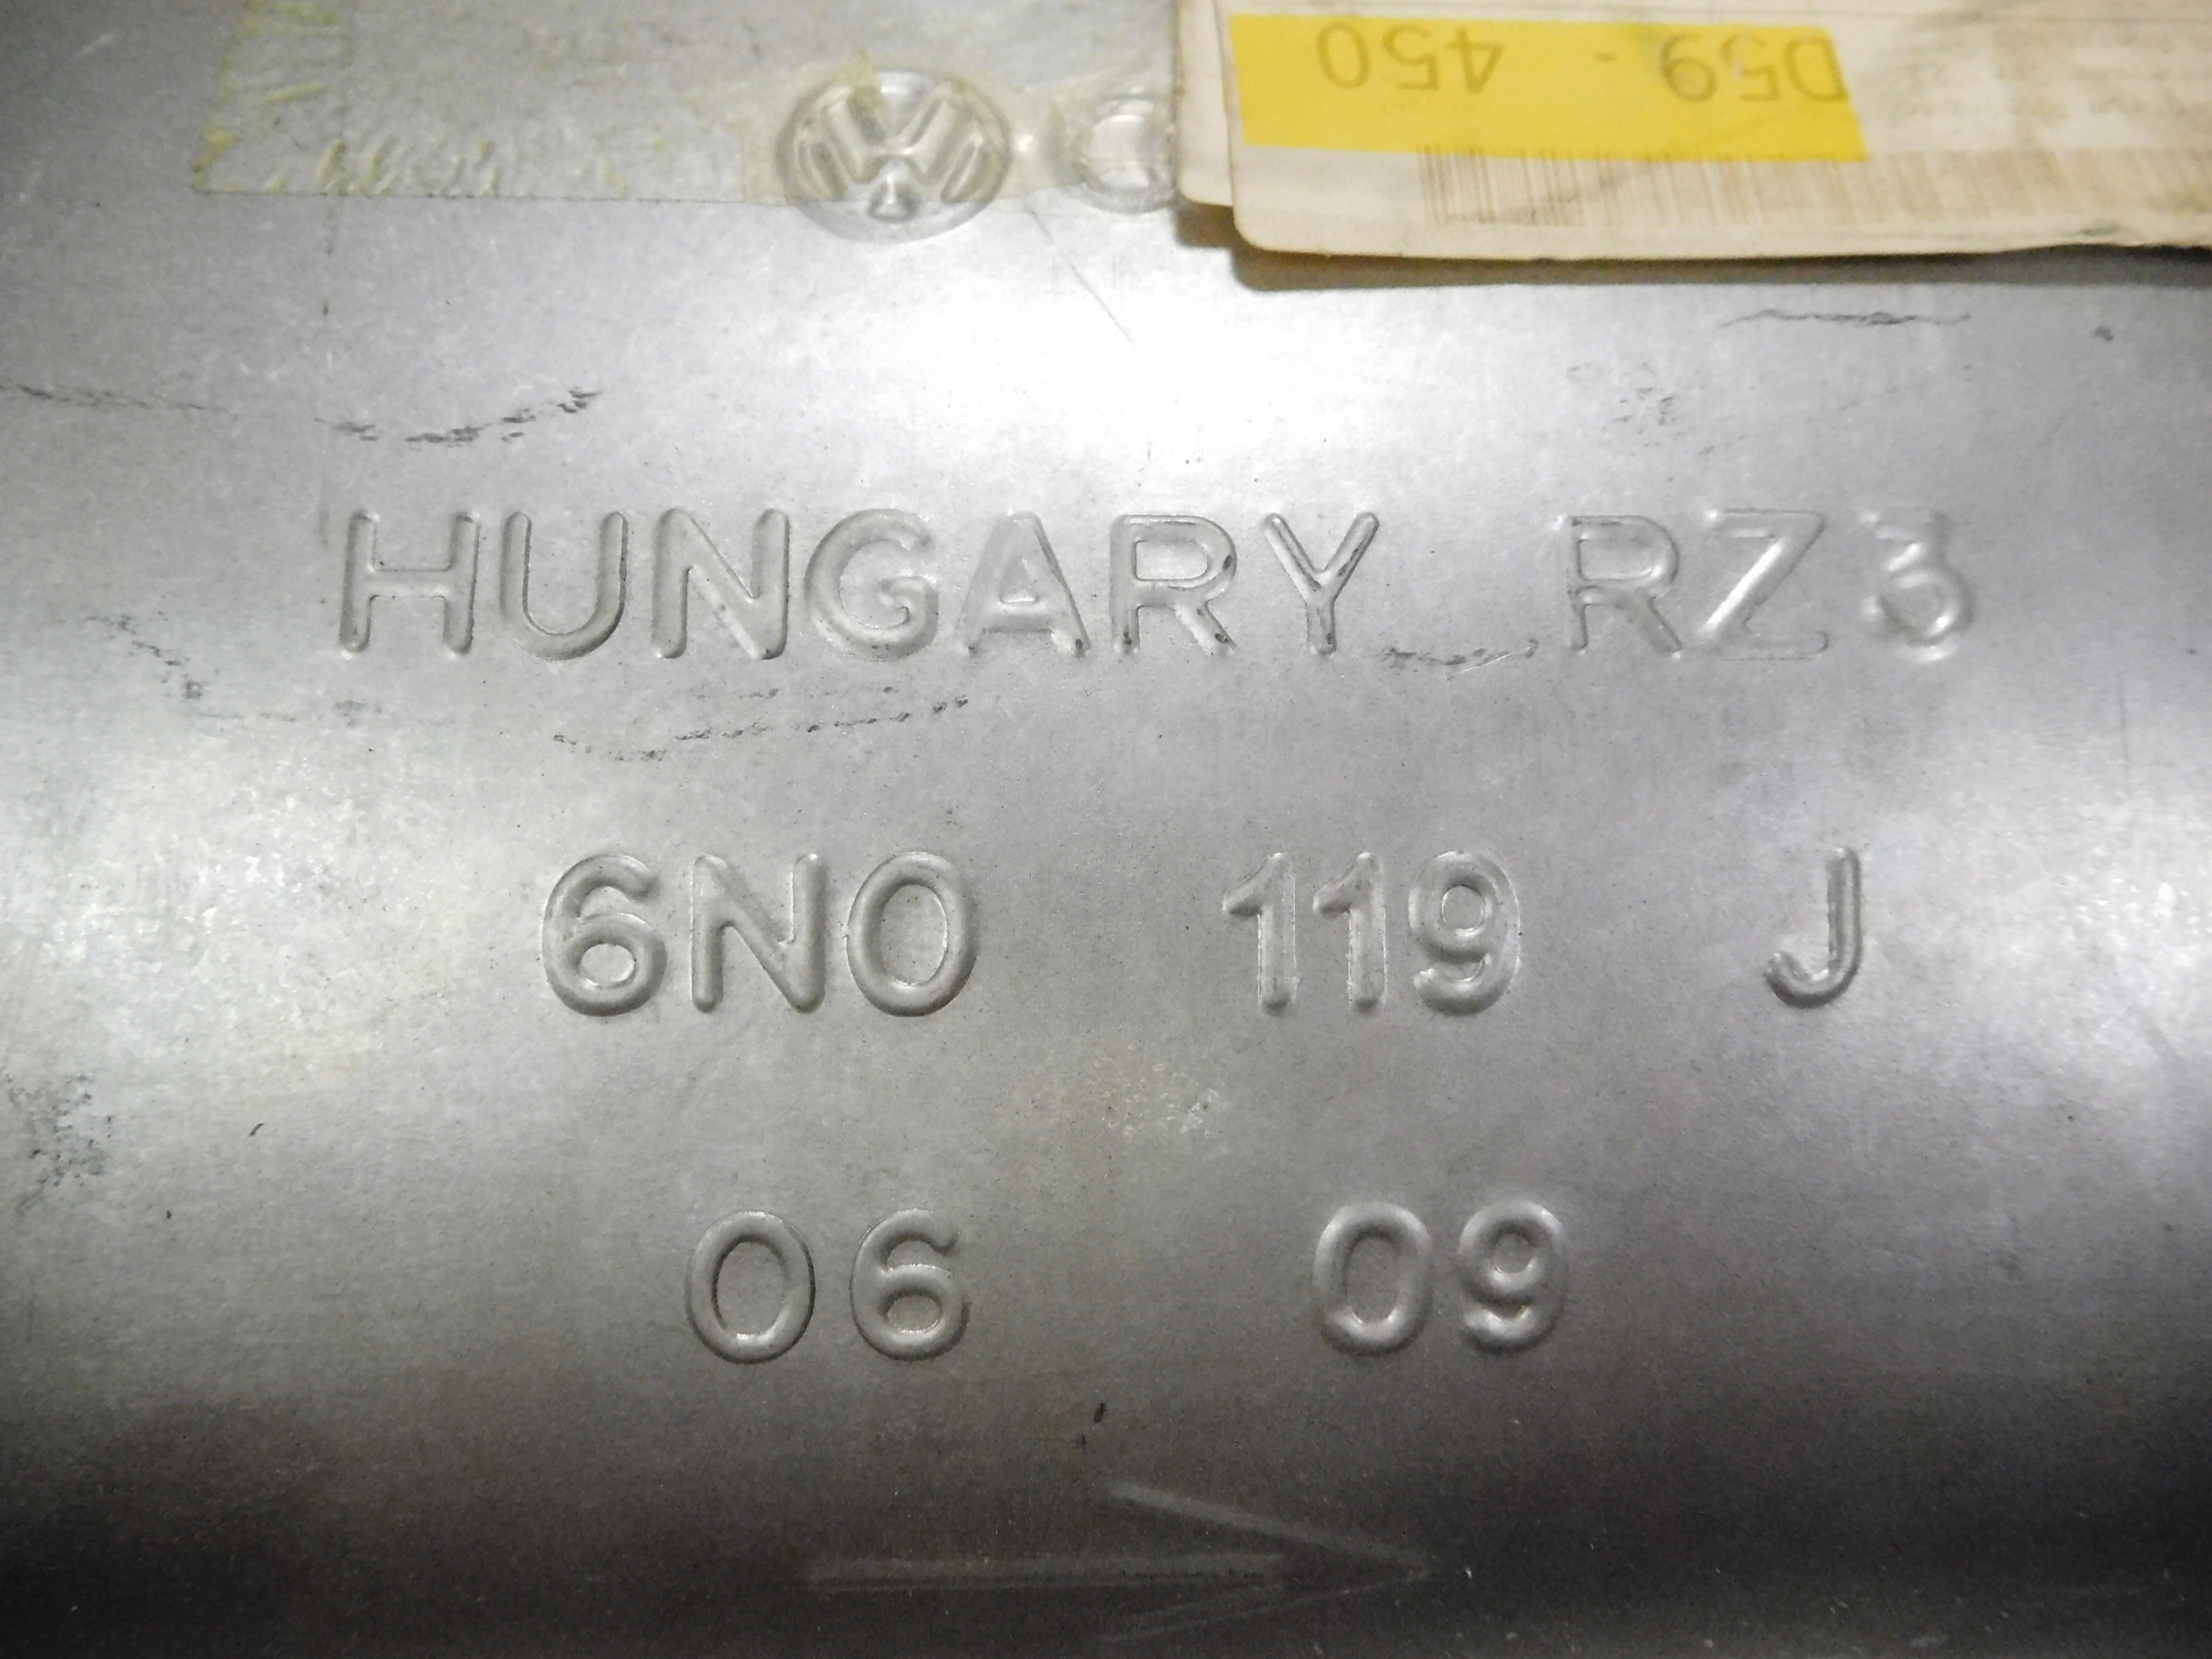 D59 - 450
HUNGARY RZ3
6N0 119 J
06 09